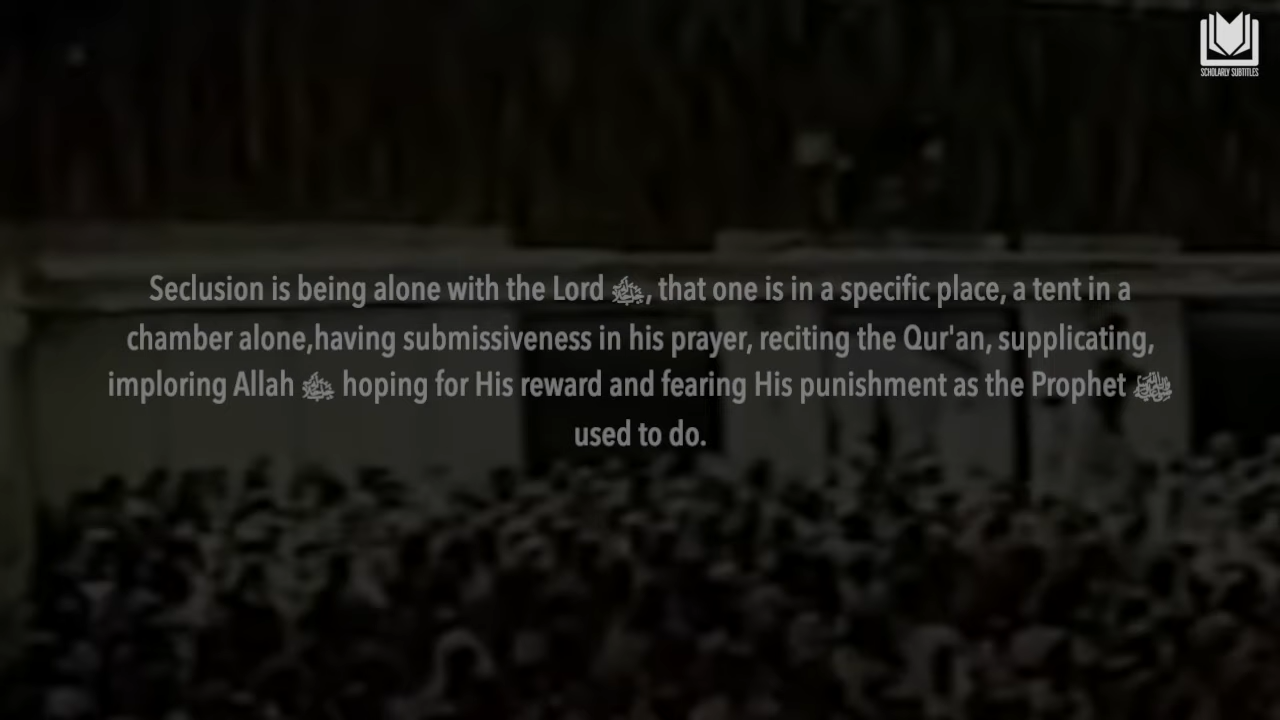 SCHOLARLY SUBTITLES
Seclusion is being alone with the Lord ﷻ, that one is in a specific place, a tent in a
chamber alone,having submissiveness in his prayer, reciting the Qur'an, supplicating,
imploring Allah ﷻ hoping for His reward and fearing His punishment as the Prophet ﷺ
used to do.